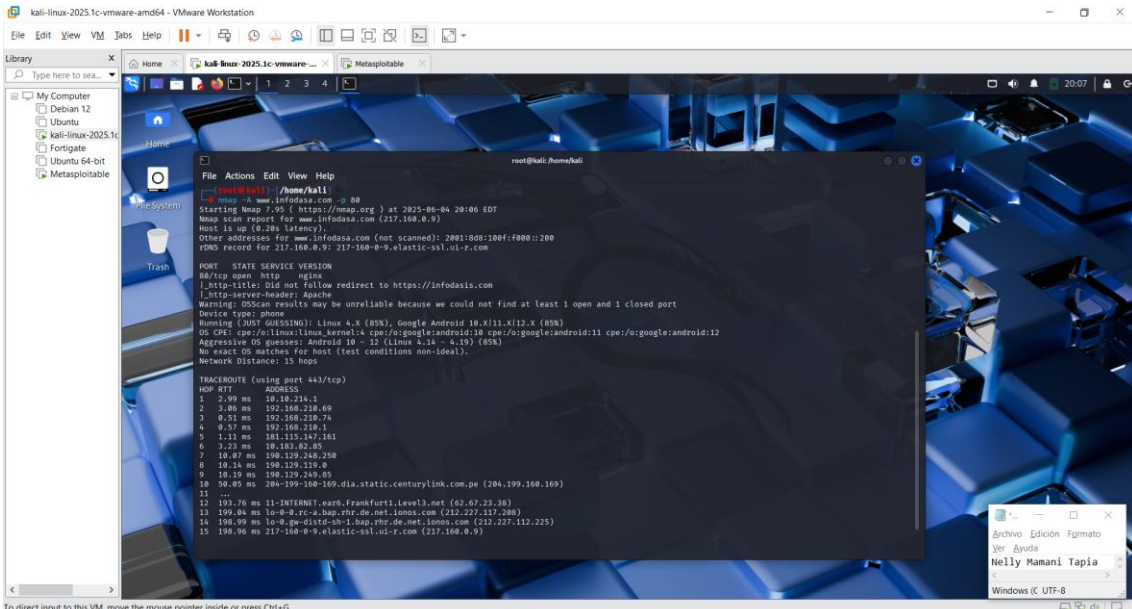 kali-linux-2025.1c-vmware-amd64 - VMware Workstation
File Edit View VM Tabs Help
Library
Type here to sea...
My Computer
Debian 12
Ubuntu
kali-linux-2025.1c
Fortigate
Ubuntu 64-bit
Metasploitable
Home
kali-linux-2025.1c-vmware-...
Metasploitable
1 2 3 4
20:07
Home
File System
Trash
root@kali: /home/kali
File Actions Edit View Help
(root㉿kali)-[/home/kali]
# nmap -A www.infodasa.com -p 80
Starting Nmap 7.95 ( https://nmap.org ) at 2025-06-04 20:06 EDT
Nmap scan report for www.infodasa.com (217.160.0.9)
Host is up (0.20s latency).
Other addresses for www.infodasa.com (not scanned): 2001:8d8:100f:f000::200
rDNS record for 217.160.0.9: 217-160-0-9.elastic-ssl.ui-r.com
PORT STATE SERVICE VERSION
80/tcp open http nginx
|_http-title: Did not follow redirect to https://infodasis.com
|_http-server-header: Apache
Warning: OSScan results may be unreliable because we could not find at least 1 open and 1 closed port
Device type: phone
Running (JUST GUESSING): Linux 4.X (85%), Google Android 10.X|11.X|12.X (85%)
OS CPE: cpe:/o:linux:linux_kernel:4 cpe:/o:google:android:10 cpe:/o:google:android:11 cpe:/o:google:android:12
Aggressive OS guesses: Android 10 - 12 (Linux 4.14 - 4.19) (85%)
No exact OS matches for host (test conditions non-ideal).
Network Distance: 15 hops
TRACEROUTE (using port 443/tcp)
HOP RTT ADDRESS
1 2.99 ms 10.10.214.1
2 3.06 ms 192.168.210.69
3 0.51 ms 192.168.210.74
4 0.57 ms 192.168.210.1
5 1.11 ms 181.115.147.161
6 3.23 ms 10.183.82.85
7 10.07 ms 190.129.248.250
8 10.14 ms 190.129.119.0
9 10.19 ms 190.129.249.85
10 50.05 ms 204-199-160-169.dia.static.centurylink.com.pe (204.199.160.169)
11 ...
12 193.76 ms 11-INTERNET.ear6.Frankfurt1.Level3.net (62.67.23.38)
13 199.04 ms lo-0-0.rc-a.bap.rhr.de.net.ionos.com (212.227.117.208)
14 198.99 ms lo-0.gw-distd-sh-1.bap.rhr.de.net.ionos.com (212.227.112.225)
15 198.96 ms 217-160-0-9.elastic-ssl.ui-r.com (217.160.0.9)
Archivo Edición Formato
Ver Ayuda
Nelly Mamani Tapia
Windows (C UTF-8
To direct input to this VM, move the mouse pointer inside or press Ctrl+G.